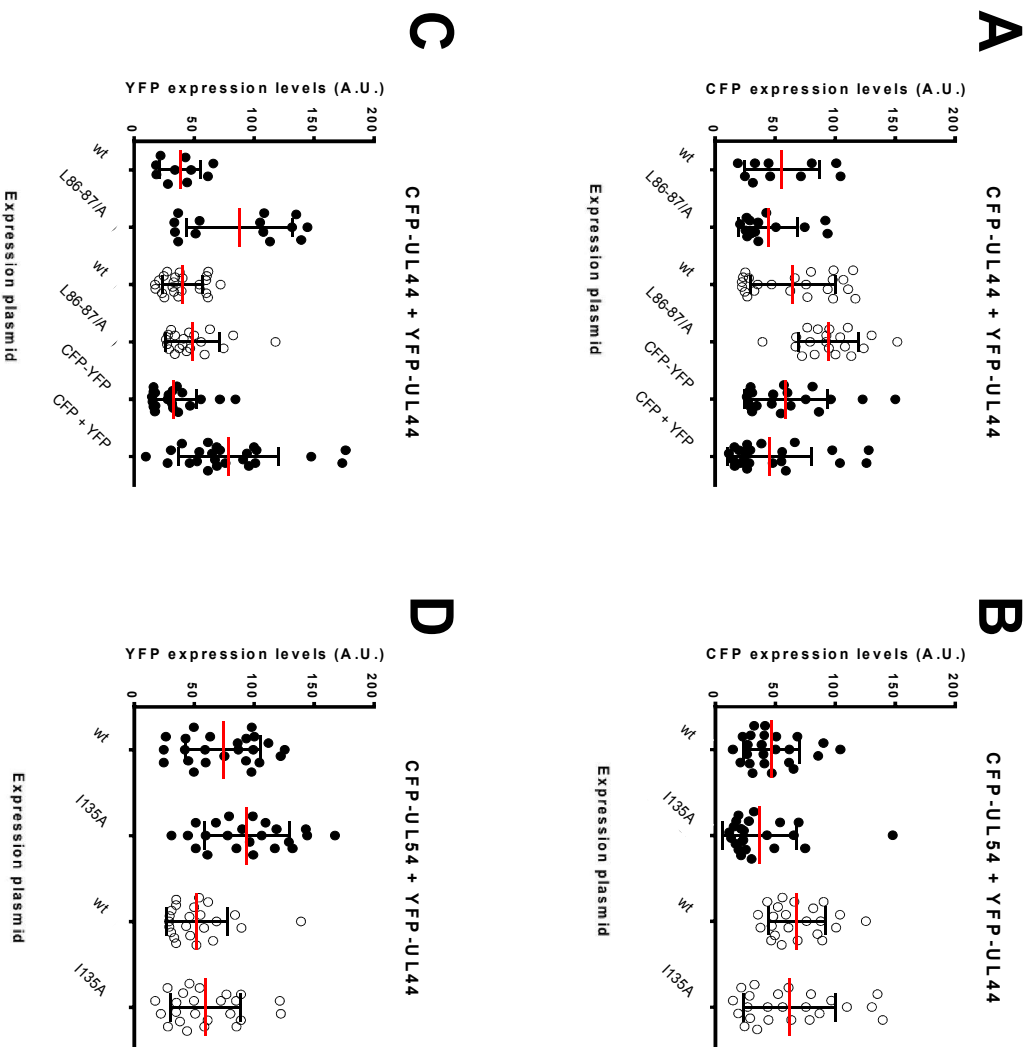 A
CFP-UL44 + YFP-UL44
CFP expression levels (A.U.)
200
150
100
50
0
wt
L86-87/A
wt
L86-87/A
CFP-YFP
CFP + YFP
Expression plasmid
B
CFP-UL54 + YFP-UL44
CFP expression levels (A.U.)
200
150
100
50
0
wt
I135A
wt
I135A
Expression plasmid
C
CFP-UL44 + YFP-UL44
YFP expression levels (A.U.)
200
150
100
50
0
wt
L86-87/A
wt
L86-87/A
CFP-YFP
CFP + YFP
Expression plasmid
D
CFP-UL54 + YFP-UL44
YFP expression levels (A.U.)
200
150
100
50
0
wt
I135A
wt
I135A
Expression plasmid